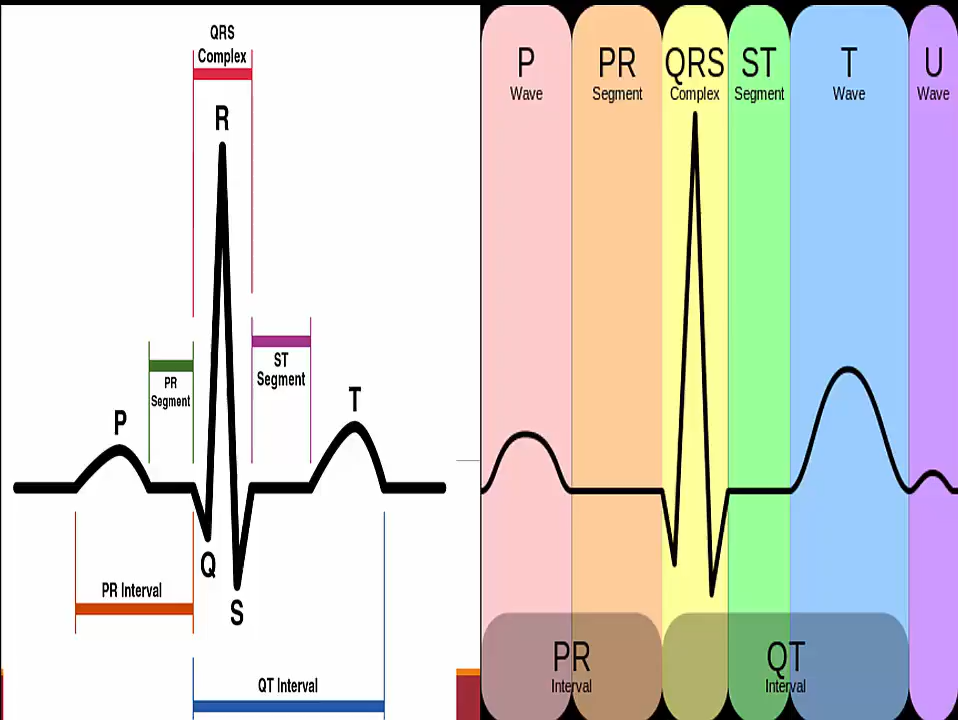 QRS
Complex
R
PR
Segment
ST
Segment
P
T
Q
S
PR Interval
QT Interval
P
Wave
PR
Segment
QRS
Complex
ST
Segment
T
Wave
U
Wave
PR
Interval
QT
Interval